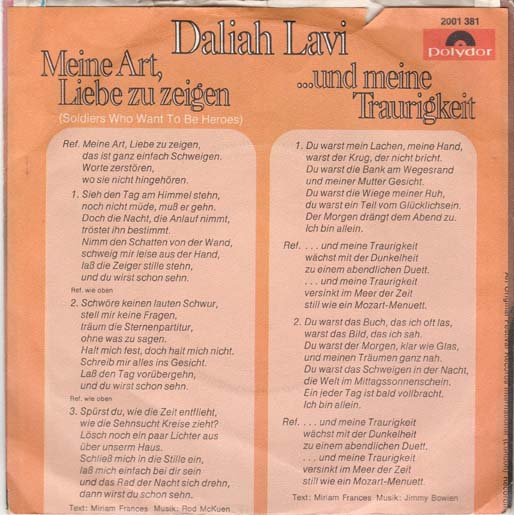 2001 381
Polydor
Daliah Lavi
Meine Art,
Liebe zu zeigen
(Soldiers Who Want To Be Heroes)
Ref. Meine Art, Liebe zu zeigen,
das ist ganz einfach Schweigen.
Worte zerstören,
wo sie nicht hingehören.
1. Sieh den Tag am Himmel stehn,
noch nicht müde, muß er gehn.
Doch die Nacht, die Anlauf nimmt,
tröstet ihn bestimmt.
Nimm den Schatten von der Wand,
schweig mir leise aus der Hand,
laß die Zeiger stille stehn,
und du wirst schon sehn.
Ref. wie oben
2. Schwöre keinen lauten Schwur,
stell mir keine Fragen,
träum die Sternenpartitur,
ohne was zu sagen.
Halt mich fest, doch halt mich nicht.
Schreib mir alles ins Gesicht.
Laß den Tag vorübergehn,
und du wirst schon sehn.
Ref. wie oben
3. Spürst du, wie die Zeit entflieht,
wie die Sehnsucht Kreise zieht?
Lösch noch ein paar Lichter aus
über unserm Haus.
Schließ mich in die Stille ein,
laß mich einfach bei dir sein
und das Rad der Nacht sich drehn,
dann wirst du schon sehn.
Text: Miriam Frances Musik: Rod McKuen
...und meine
Traurigkeit
1. Du warst mein Lachen, meine Hand,
warst der Krug, der nicht bricht.
Du warst die Bank am Wegesrand
und meiner Mutter Gesicht.
Du warst die Wiege meiner Ruh,
du warst ein Teil vom Glücklichsein.
Der Morgen drängt dem Abend zu.
Ich bin allein.
Ref. ... und meine Traurigkeit
wächst mit der Dunkelheit
zu einem abendlichen Duett.
... und meine Traurigkeit
versinkt im Meer der Zeit
still wie ein Mozart-Menuett.
2. Du warst das Buch, das ich oft las,
warst das Bild, das ich sah.
Du warst der Morgen, klar wie Glas,
und meinen Träumen ganz nah.
Du warst das Schweigen in der Nacht,
die Welt im Mittagssonnenschein.
Ein jeder Tag ist bald vollbracht.
Ich bin allein.
Ref. ... und meine Traurigkeit
wächst mit der Dunkelheit
zu einem abendlichen Duett.
... und meine Traurigkeit
versinkt im Meer der Zeit
still wie ein Mozart-Menuett.
Text: Miriam Frances Musik: Jimmy Bowien